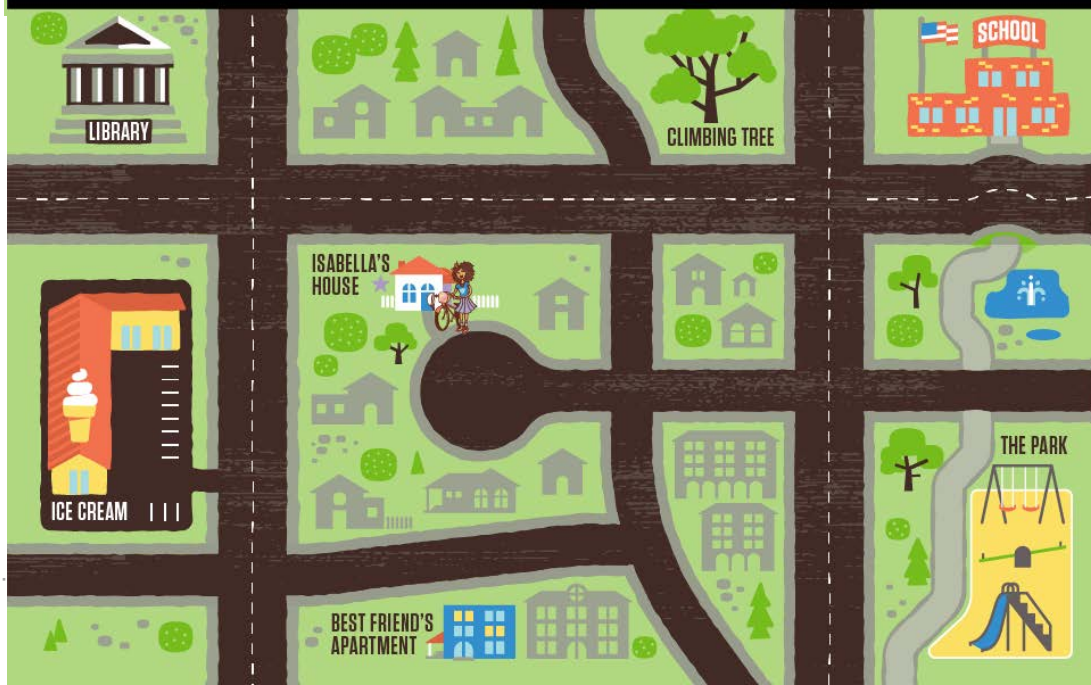 SCHOOL
LIBRARY
CLIMBING TREE
ISABELLA'S
HOUSE
THE PARK
ICE CREAM
BEST FRIEND'S
APARTMENT